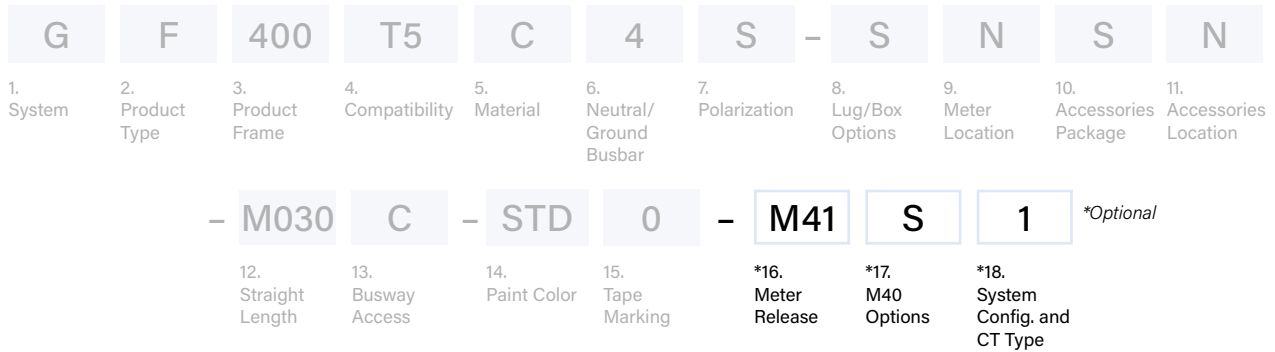 G F 400 T5 C 4 S – S N S N
1. 2. 3. 4. 5. 6. 7. 8. 9. 10. 11.
System Product Product Compatibility Material Neutral/ Polarization Lug/Box Meter Accessories Accessories
Type Frame Ground Options Location Package Location
Busbar
– M030 C – STD 0 – M41 S 1 *Optional
12. 13. 14. 15. *16. *17. *18.
Straight Busway Paint Color Tape Meter M40 System
Length Access Marking Release Options Config. and
CT Type